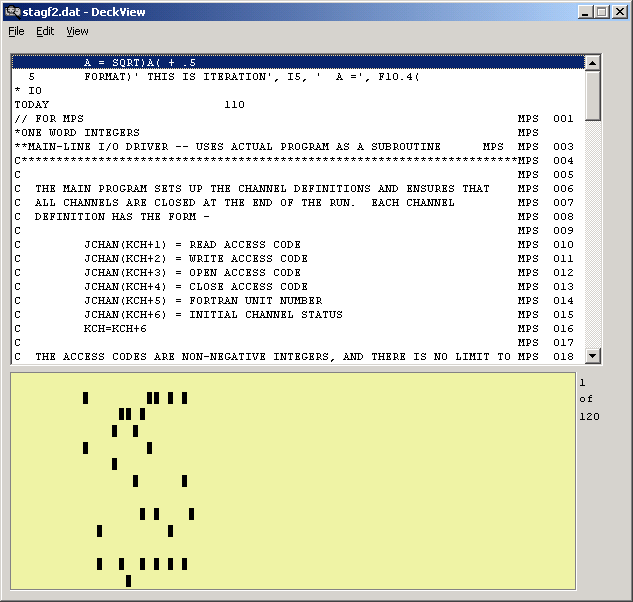 stagf2.dat - DeckView
File Edit View
A = SQRT)A( + .5
5 FORMAT)' THIS IS ITERATION', I5, ' A =', F10.4(
* IO
TODAY 110
// FOR MPS MPS 001
*ONE WORD INTEGERS MPS
**MAIN-LINE I/O DRIVER -- USES ACTUAL PROGRAM AS A SUBROUTINE MPS MPS 003
C***********************************************************************MPS 004
C MPS 005
C THE MAIN PROGRAM SETS UP THE CHANNEL DEFINITIONS AND ENSURES THAT MPS 006
C ALL CHANNELS ARE CLOSED AT THE END OF THE RUN. EACH CHANNEL MPS 007
C DEFINITION HAS THE FORM - MPS 008
C MPS 009
C JCHAN(KCH+1) = READ ACCESS CODE MPS 010
C JCHAN(KCH+2) = WRITE ACCESS CODE MPS 011
C JCHAN(KCH+3) = OPEN ACCESS CODE MPS 012
C JCHAN(KCH+4) = CLOSE ACCESS CODE MPS 013
C JCHAN(KCH+5) = FORTRAN UNIT NUMBER MPS 014
C JCHAN(KCH+6) = INITIAL CHANNEL STATUS MPS 015
C KCH=KCH+6 MPS 016
C MPS 017
C THE ACCESS CODES ARE NON-NEGATIVE INTEGERS, AND THERE IS NO LIMIT TO MPS 018
1
of
120